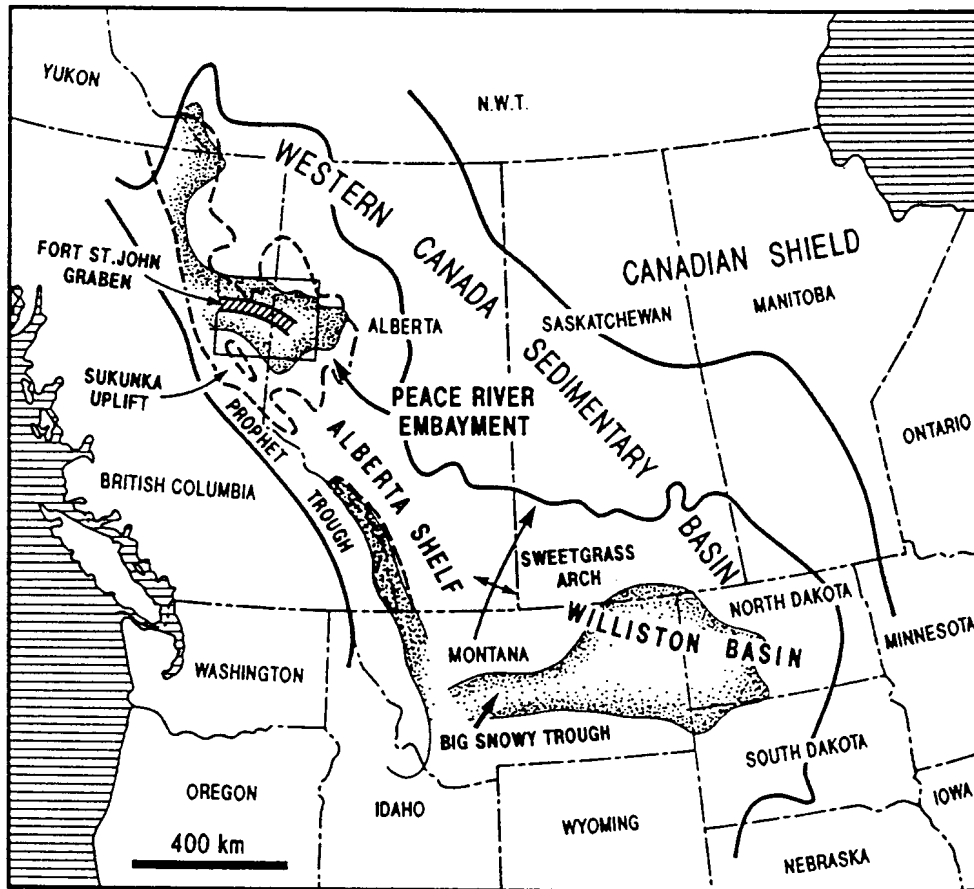 YUKON
N.W.T.
WESTERN CANADA SEDIMENTARY BASIN
CANADIAN SHIELD
FORT ST. JOHN
GRABEN
ALBERTA
SASKATCHEWAN
MANITOBA
SUKUNKA
UPLIFT
PEACE RIVER
EMBAYMENT
ONTARIO
PROPHET TROUGH
ALBERTA SHELF
BRITISH COLUMBIA
SWEETGRASS
ARCH
NORTH DAKOTA
WILLISTON BASIN
MINNESOTA
MONTANA
WASHINGTON
BIG SNOWY TROUGH
SOUTH DAKOTA
OREGON
IDAHO
IOWA
WYOMING
400 km
NEBRASKA